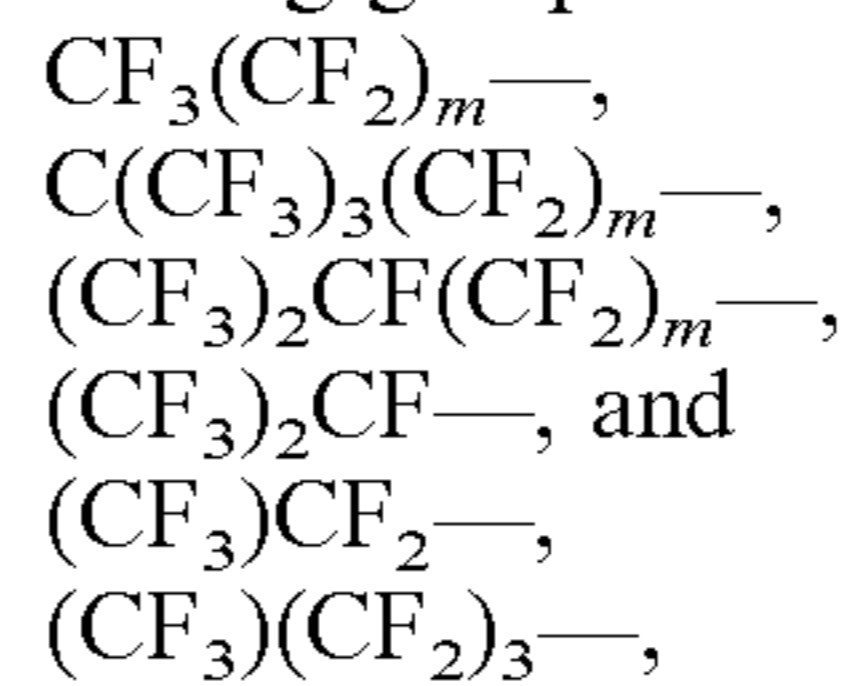 CF₃(CF₂)ₘ—,
C(CF₃)₃(CF₂)ₘ—,
(CF₃)₂CF(CF₂)ₘ—,
(CF₃)₂CF—, and
(CF₃)CF₂—,
(CF₃)(CF₂)₃—,